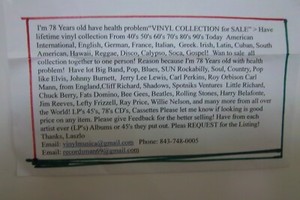 I'm 78 Years old have health problem"VINYL COLLECTION for SALE!" > Have
lifetime vinyl collection From 40's 50's 60's 70's 80's 90's Today American
International, English, German, France, Italian, Greek. Irish, Latin, Cuban, South
American, Hawaii, Reggae, Disco, Calypso, Soca, Gospel! Wan to sale all
collection together to one person! Reason because I'm 78 Years old with health
problem! Have lot Big Band, Pop, Blues, SUN Rockabilly, Soul, Country, Pop
like Elvis, Johnny Burnett, Jerry Lee Lewis, Carl Perkins, Roy Orbison Carl
Mann, from England,Cliff Richard, Shadows, Spotniks Ventures Little Richard,
Chuck Berry, Fats Domino, Bee Gees, Beatles, Rolling Stones, Harry Belafonte,
Jim Reeves, Lefty Frizzell, Ray Price, Willie Nelson, and many more from all over
the World! LP's 45's, 78's CD's, Cassettes Please let me know if looking is good
price on any item. Please give Feedback for the better selling! Have from each
artist over (LP's) Albums or 45's they put out. Pleas REQUEST for the Listing!
Thanks, Laszlo
Email: Phone: 843-748-0005
Email: